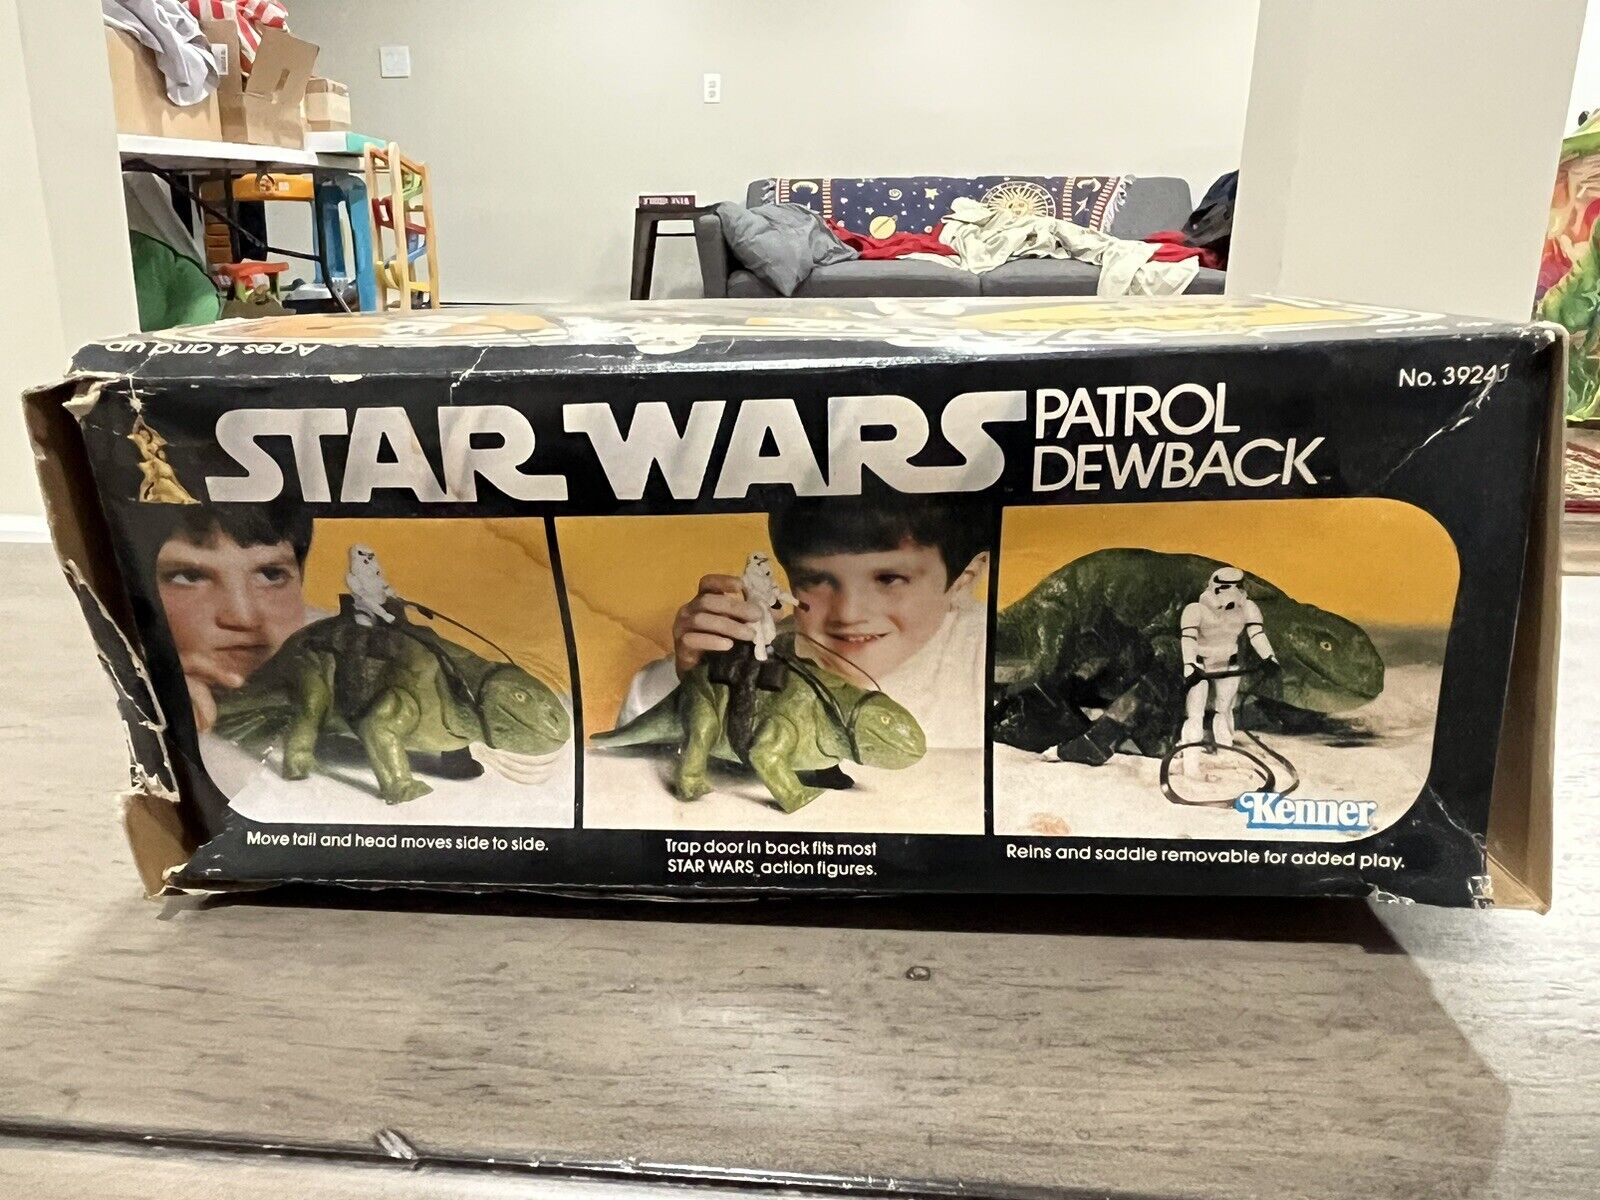 Ages 4 and up
No. 39240
STAR WARS PATROL
DEWBACK
Kenner
Move tail and head moves side to side.
Trap door in back fits most
STAR WARS action figures.
Reins and saddle removable for added play.